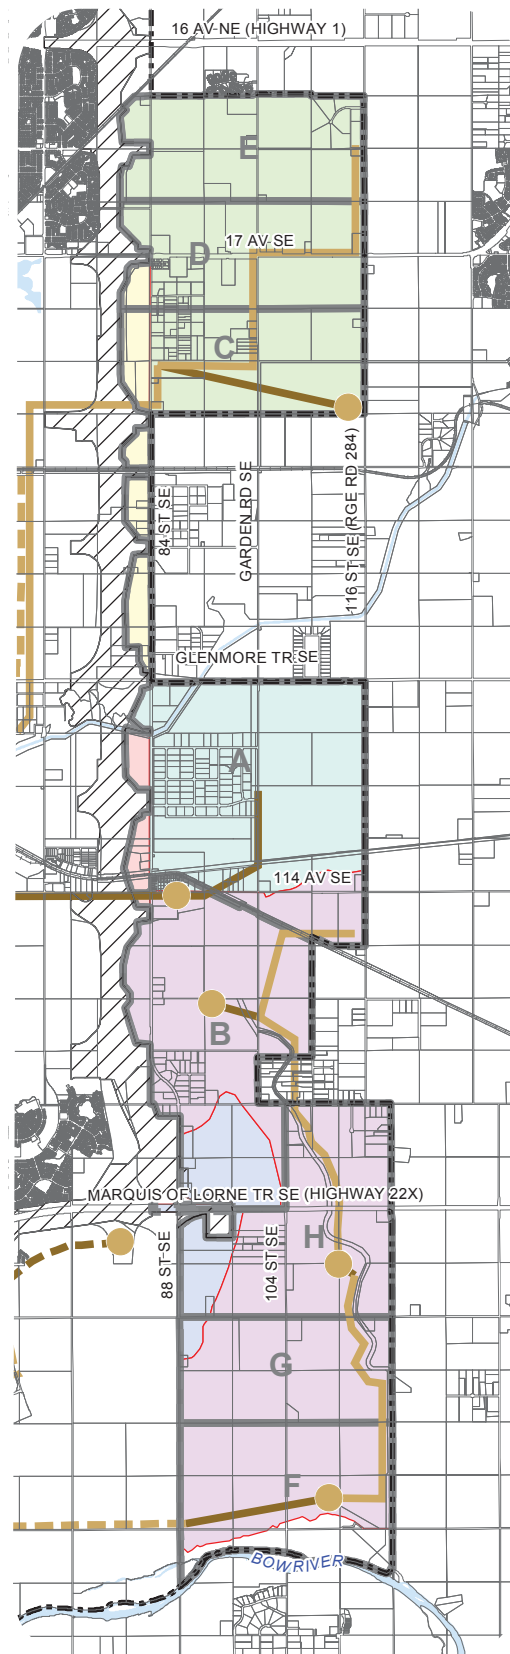 16 AV NE (HIGHWAY 1)
E
17 AV SE
D
C
84 ST SE
GARDEN RD SE
116 ST SE (RGE RD 284)
GLENMORE TR SE
A
114 AV SE
B
MARQUIS OF LORNE TR SE (HIGHWAY 22X)
88 ST SE
104 ST SE
H
G
F
BOW RIVER